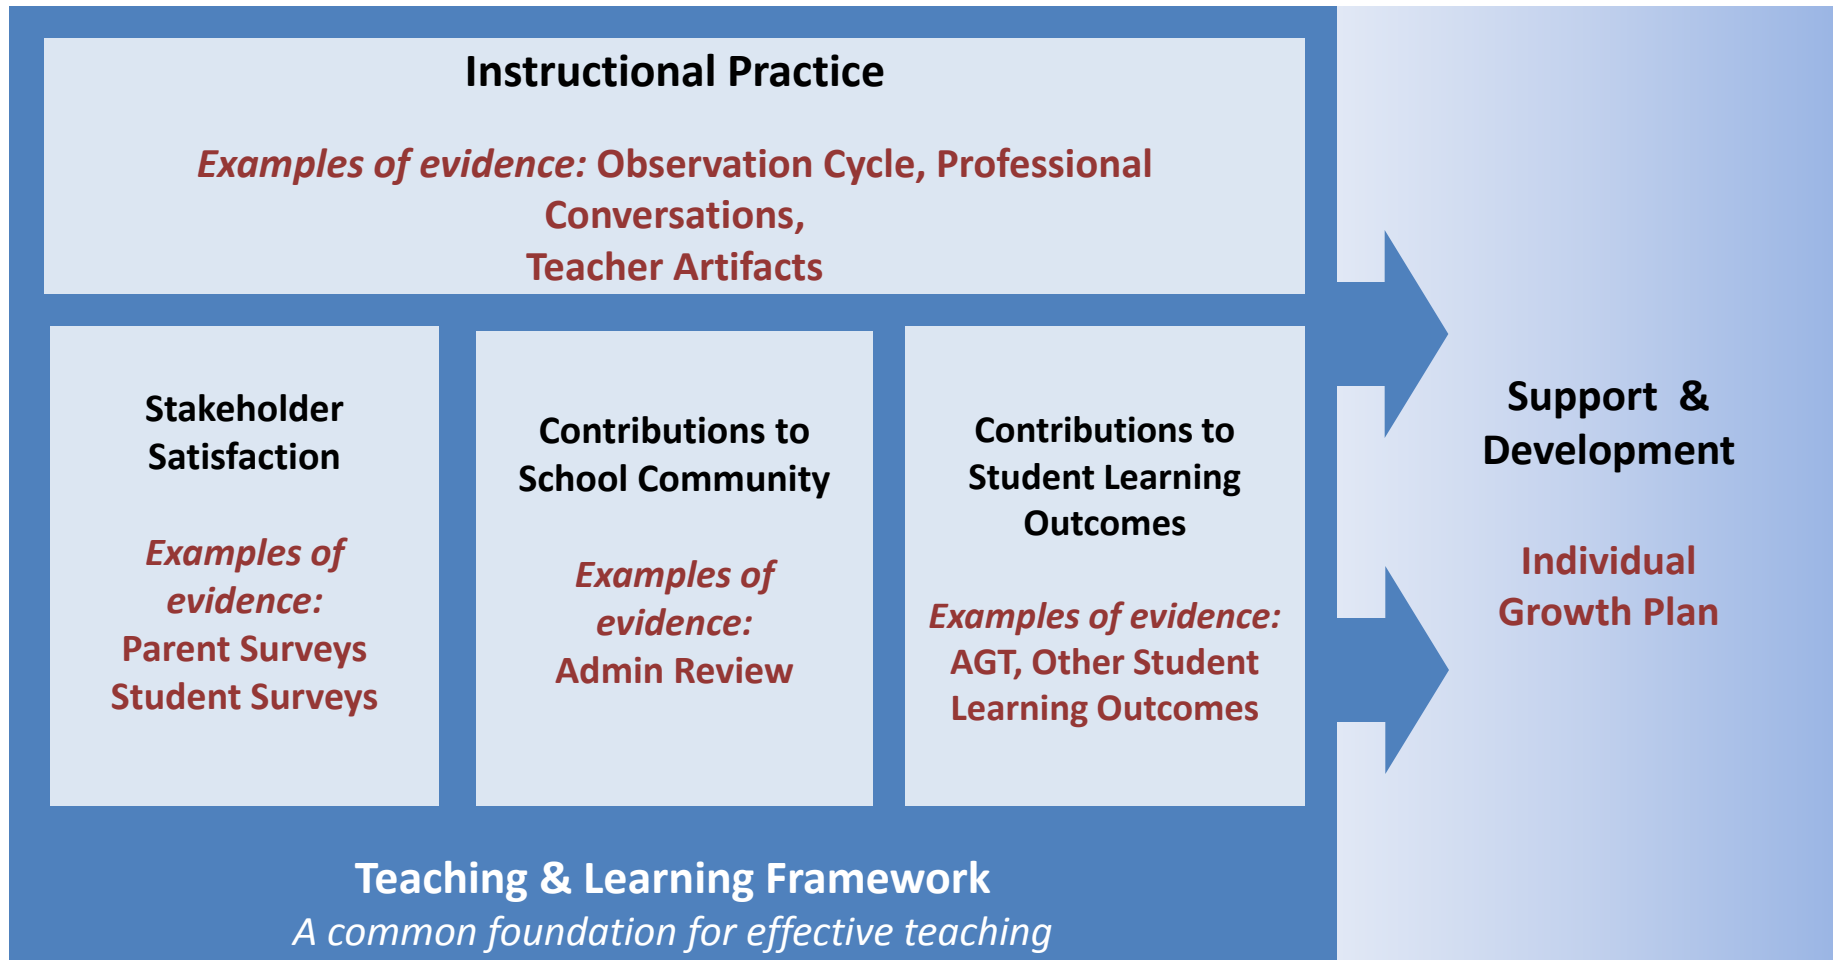 Instructional Practice
Examples of evidence: Observation Cycle, Professional
Conversations,
Teacher Artifacts
Stakeholder
Satisfaction
Examples of
evidence:
Parent Surveys
Student Surveys
Contributions to
School Community
Examples of
evidence:
Admin Review
Contributions to
Student Learning
Outcomes
Examples of evidence:
AGT, Other Student
Learning Outcomes
Support & 
Development
Individual
Growth Plan
Teaching & Learning Framework
A common foundation for effective teaching